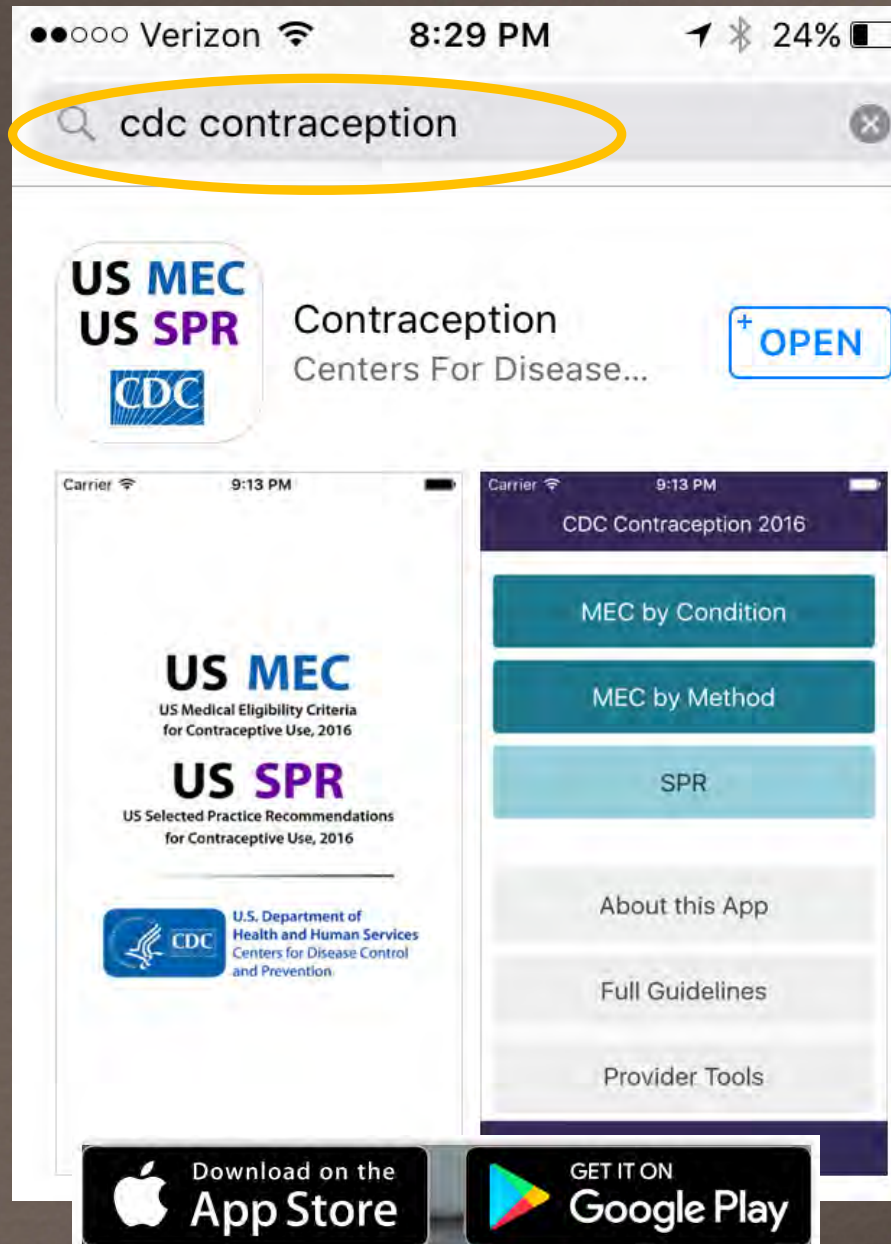 ●●○○○ Verizon 8:29 PM 24%
cdc contraception
US MEC
US SPR
CDC
Contraception
Centers For Disease...
+ OPEN
Carrier 9:13 PM
US MEC
US Medical Eligibility Criteria
for Contraceptive Use, 2016
US SPR
US Selected Practice Recommendations
for Contraceptive Use, 2016
CDC
U.S. Department of
Health and Human Services
Centers for Disease Control
and Prevention
Carrier 9:13 PM
CDC Contraception 2016
MEC by Condition
MEC by Method
SPR
About this App
Full Guidelines
Provider Tools
Download on the
App Store
GET IT ON
Google Play